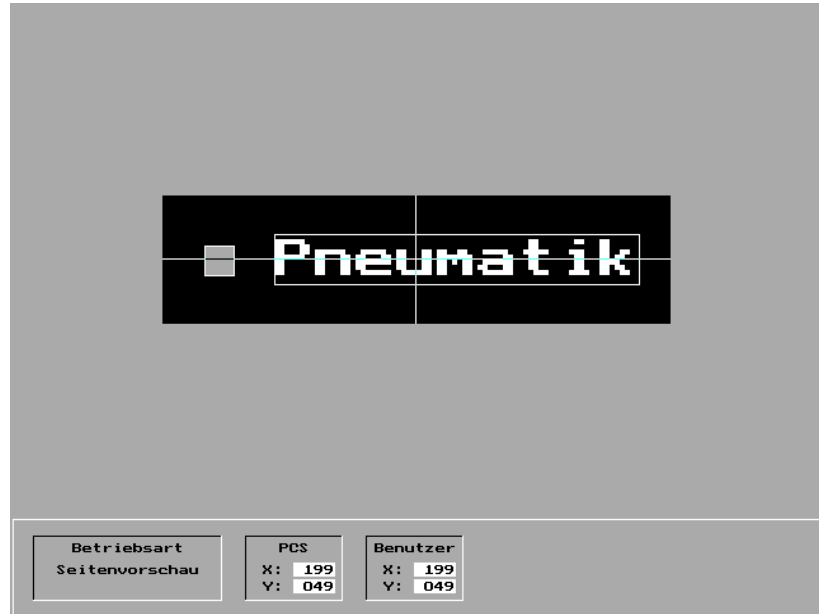 Pneumatik
Betriebsart
Seitenvorschau
PCS
X: 199
Y: 049
Benutzer
X: 199
Y: 049